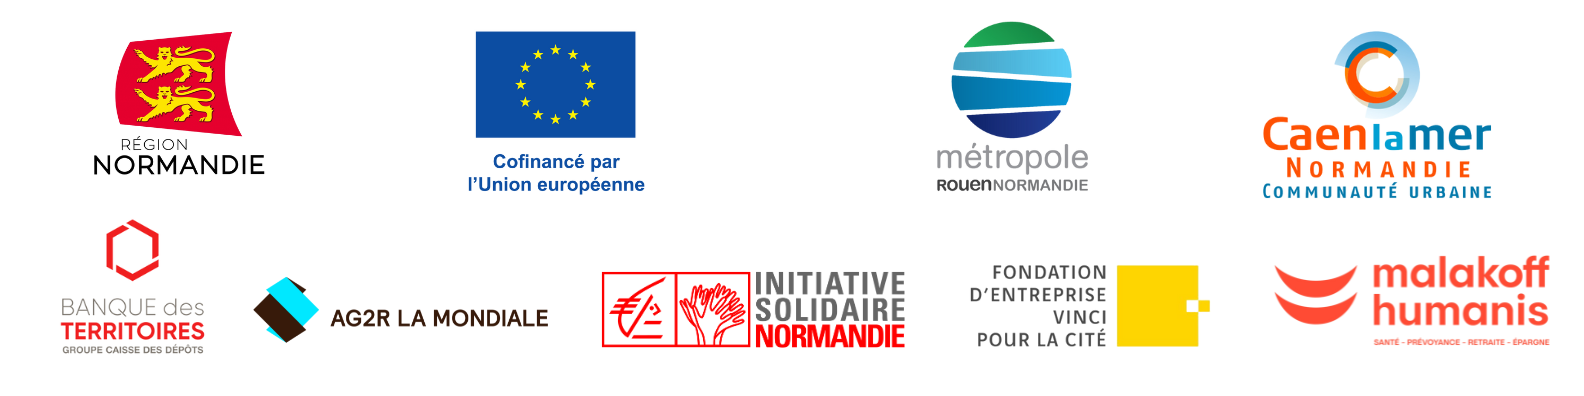 RÉGION
NORMANDIE
Cofinancé par
l'Union européenne
métropole
ROUENNORMANDIE
Caenlamer
NORMANDIE
COMMUNAUTÉ URBAINE
BANQUE des
TERRITOIRES
GROUPE CAISSE DES DÉPÔTS
AG2R LA MONDIALE
INITIATIVE
SOLIDAIRE
NORMANDIE
FONDATION
D'ENTREPRISE
VINCI
POUR LA CITÉ
malakoff
humanis
SANTÉ - PRÉVOYANCE - RETRAITE - ÉPARGNE